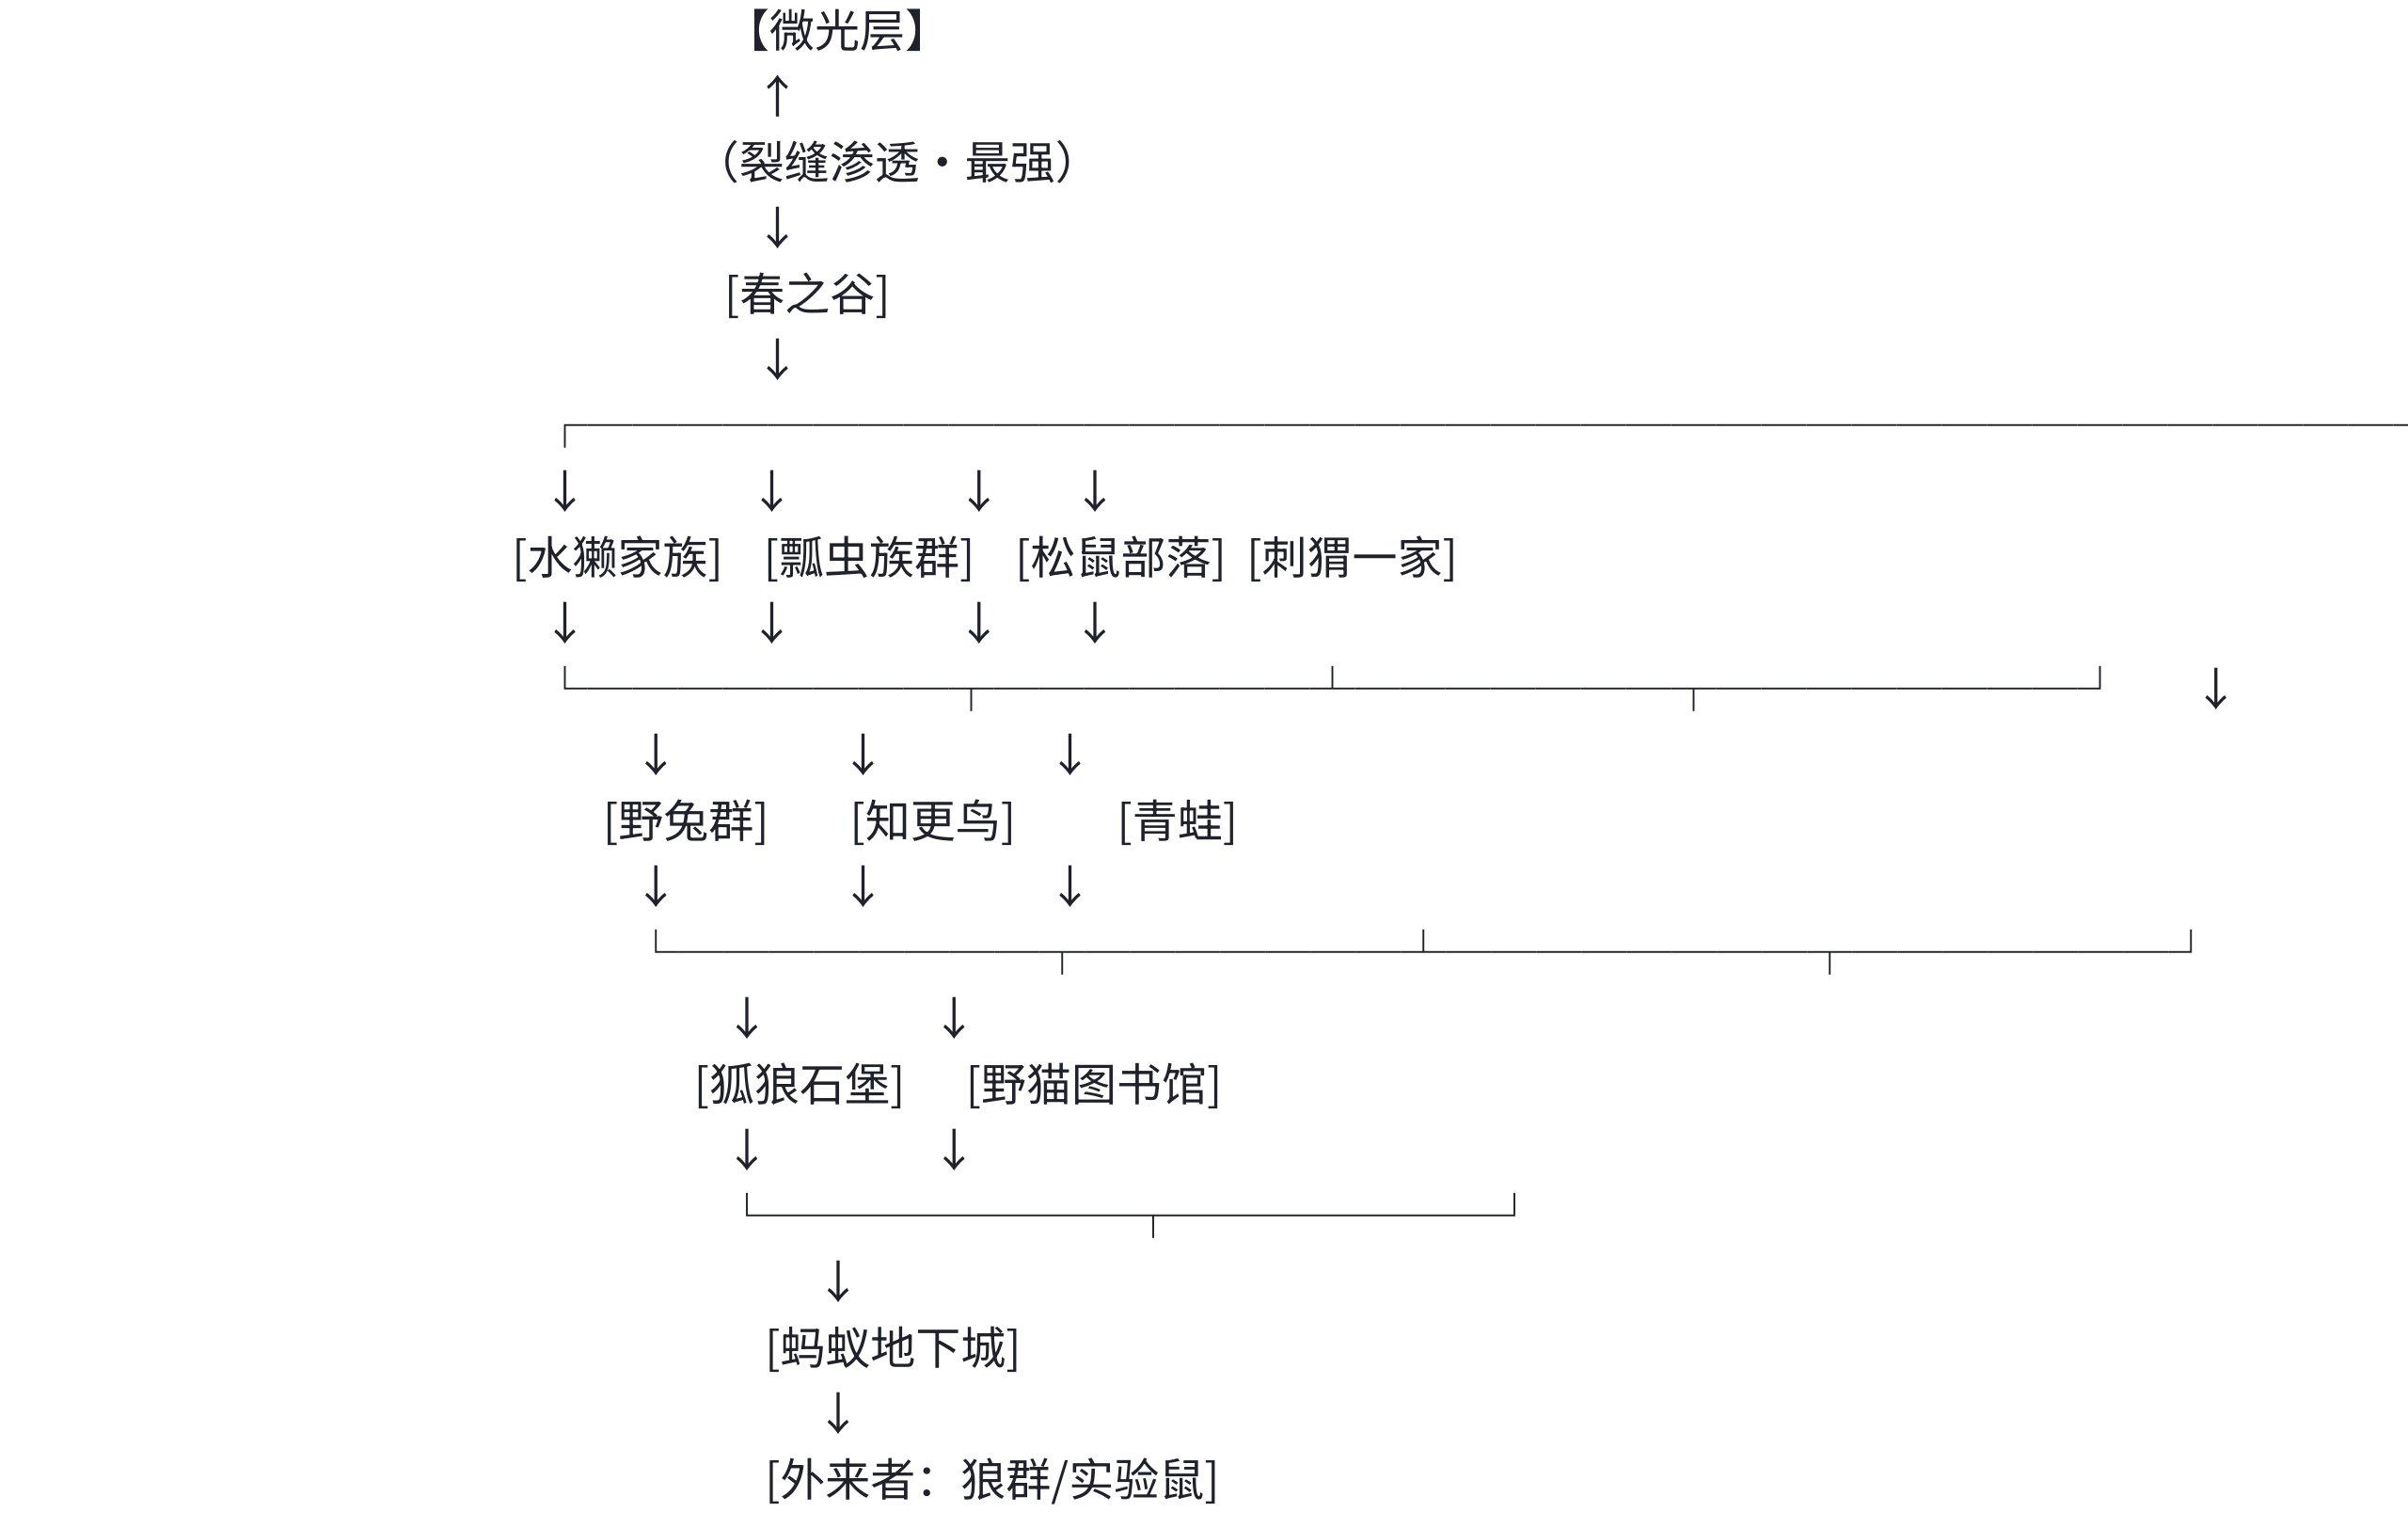 【微光层】
↑
（裂缝渗透·最强）
↓
[春之谷]
↓
↓ ↓ ↓ ↓
[水獭家族] [瓢虫族群] [松鼠部落] [刺猬一家]
↓ ↓ ↓ ↓
↓
↓ ↓ ↓
[野兔群] [知更鸟] [青蛙]
↓ ↓ ↓
↓ ↓
[狐狼石堡] [野猫图书馆]
↓ ↓
↓
[蚂蚁地下城]
↓
[外来者：狼群/实验鼠]